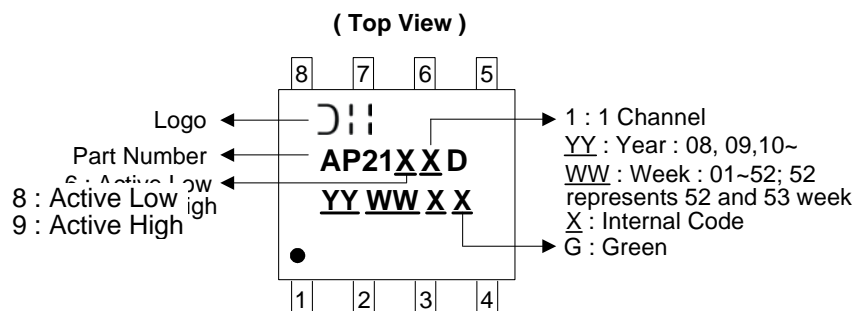 ( Top View )
8 7 6 5
Logo
Part Number
8 : Active Low
9 : Active High
AP21XXD
YY WW X X
1 : 1 Channel
YY : Year : 08, 09,10~
WW : Week : 01~52; 52
represents 52 and 53 week
X : Internal Code
G : Green
1 2 3 4